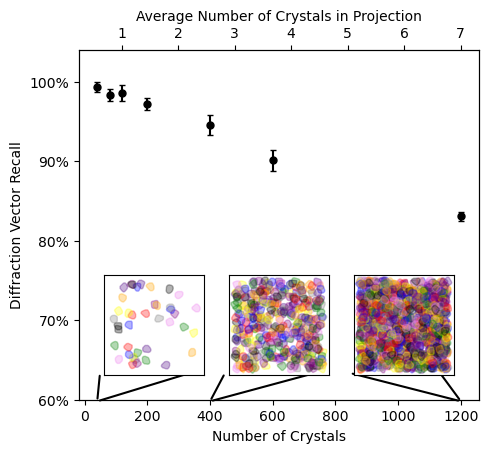 Average Number of Crystals in Projection
1 2 3 4 5 6 7
100%
90%
80%
70%
60%
Diffraction Vector Recall
0 200 400 600 800 1000 1200
Number of Crystals